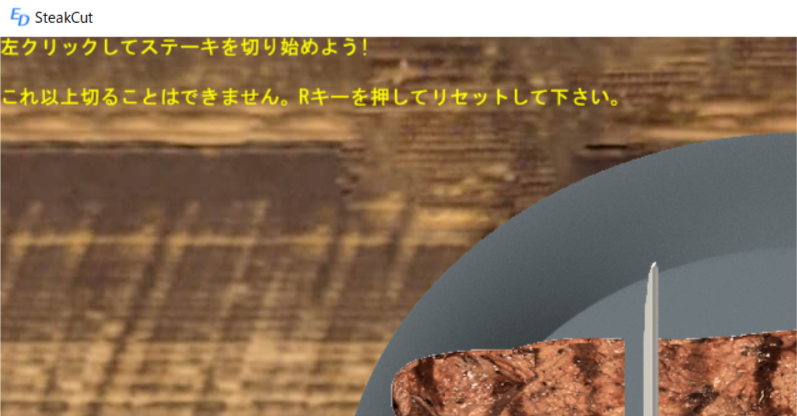 ED SteakCut
左クリックしてステーキを切り始めよう!
これ以上切ることはできません。Rキーを押してリセットして下さい。